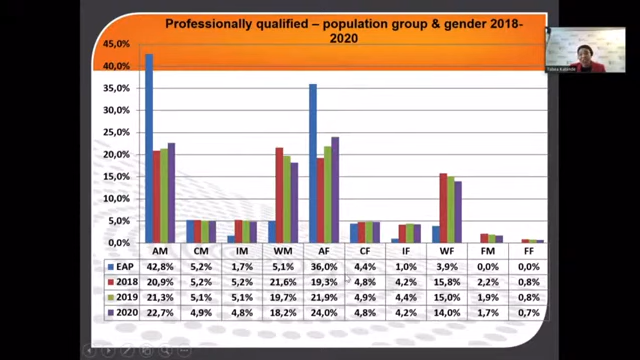 Professionally qualified – population group & gender 2018-
2020
45,0%
40,0%
35,0%
30,0%
25,0%
20,0%
15,0%
10,0%
5,0%
0,0%
AM CM IM WM AF CF IF WF FM FF
EAP 42,8% 5,2% 1,7% 5,1% 36,0% 4,4% 1,0% 3,9% 0,0% 0,0%
2018 20,9% 5,2% 5,2% 21,6% 19,3% 4,8% 4,2% 15,8% 2,2% 0,8%
2019 21,3% 5,1% 5,1% 19,7% 21,9% 4,9% 4,4% 15,0% 1,9% 0,8%
2020 22,7% 4,9% 4,8% 18,2% 24,0% 4,8% 4,2% 14,0% 1,7% 0,7%